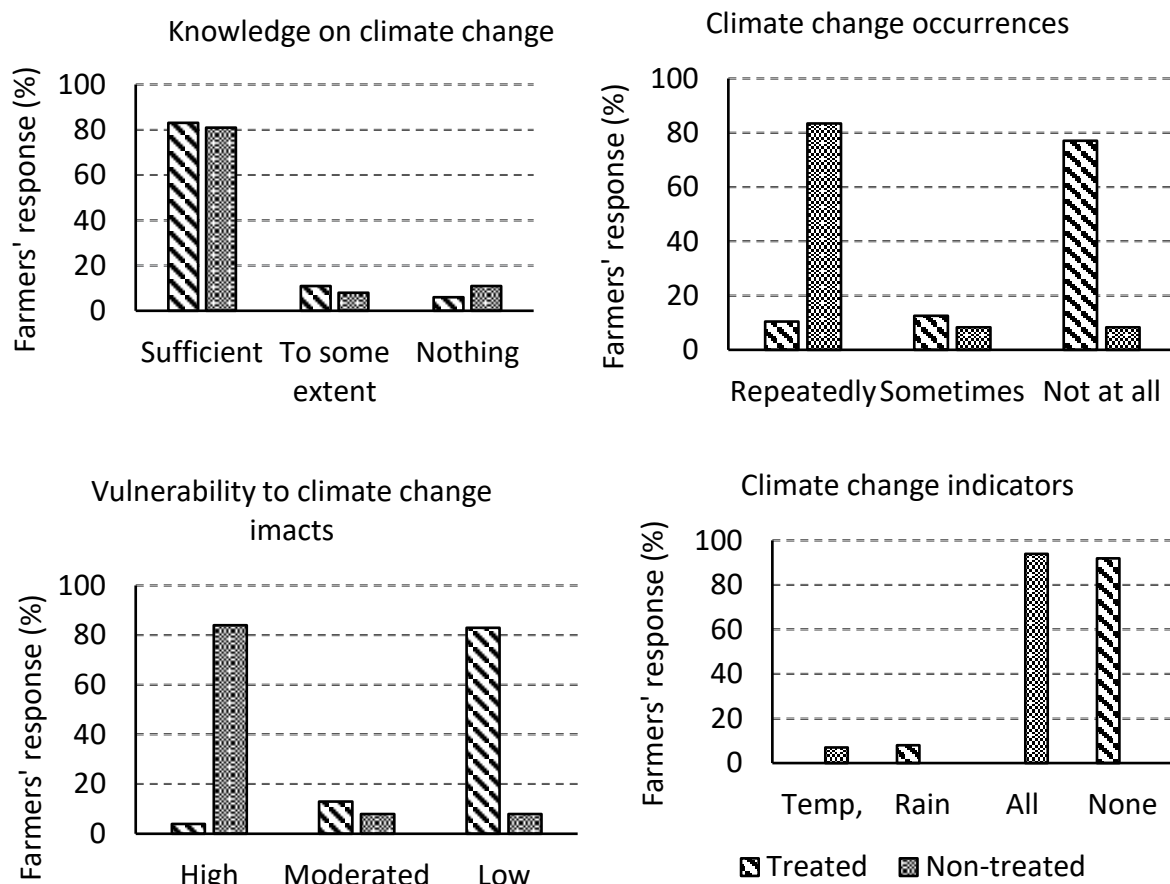 Knowledge on climate change
Farmers' response (%)
100
80
60
40
20
0
Sufficient To some Nothing
extent
Climate change occurrences
Farmers' response (%)
100
80
60
40
20
0
Repeatedly Sometimes Not at all
Vulnerability to climate change
imacts
Farmers' response (%)
100
80
60
40
20
0
High Moderated Low
Climate change indicators
Farmers' response (%)
100
80
60
40
20
0
Temp, Rain All None
Treated Non-treated